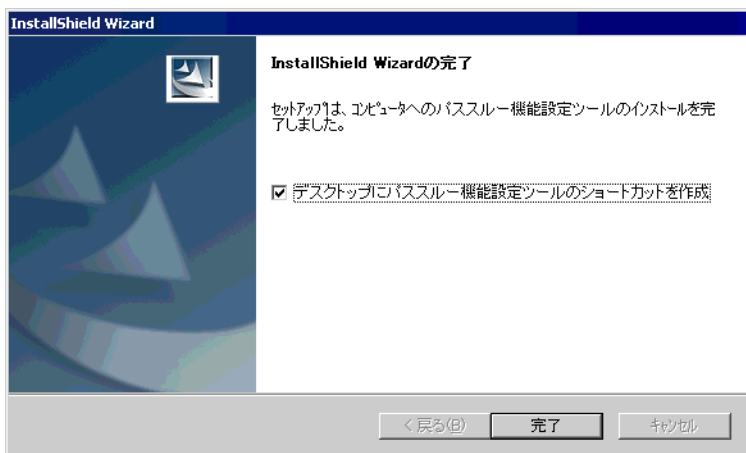 InstallShield Wizard
InstallShield Wizardの完了
ｾｯﾄｱｯﾌﾟは、ｺﾝﾋﾟｭｰﾀへのパススルー機能設定ツールのｲﾝｽﾄｰﾙを完
了しました。
デスクトップにパススルー機能設定ツールのショートカットを作成
< 戻る(B)
完了
ｷｬﾝｾﾙ